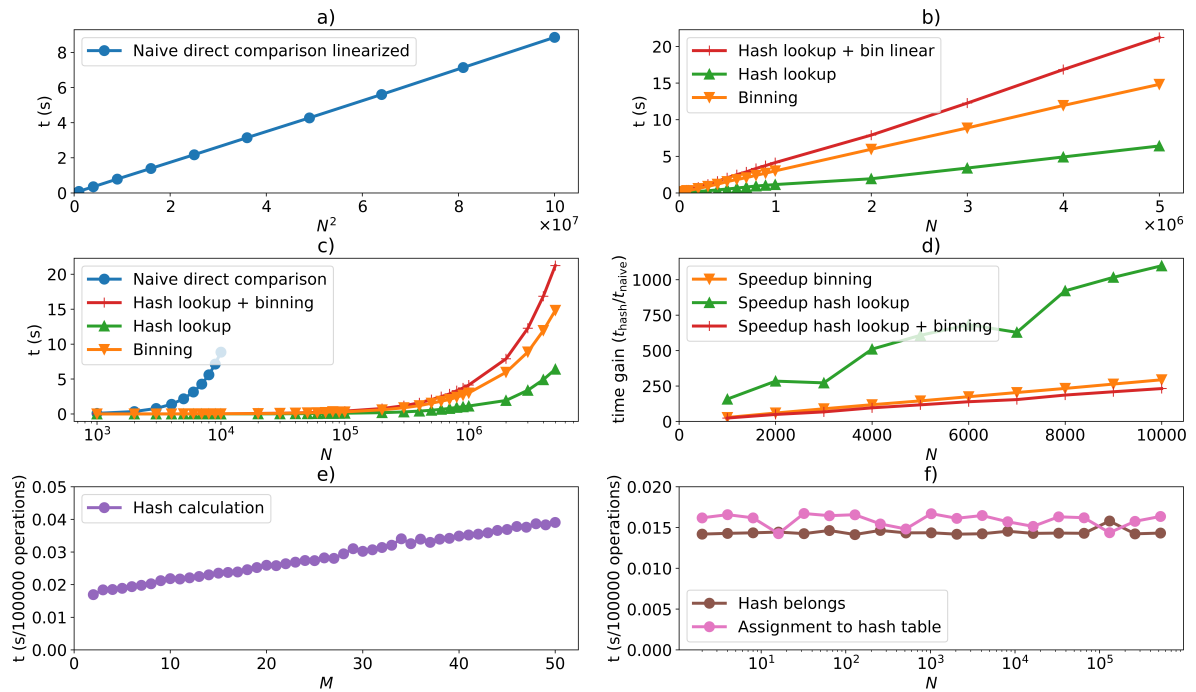 a)
Naive direct comparison linearized
t (s)
8
6
4
2
0
0 2 4 6 8 10
N²
×10⁷
b)
Hash lookup + bin linear
Hash lookup
Binning
t (s)
20
15
10
5
0
0 1 2 3 4 5
N
×10⁶
c)
Naive direct comparison
Hash lookup + binning
Hash lookup
Binning
t (s)
20
15
10
5
0
10³ 10⁴ 10⁵ 10⁶
N
d)
Speedup binning
Speedup hash lookup
Speedup hash lookup + binning
time gain (t_hash/t_naive)
1000
750
500
250
0
0 2000 4000 6000 8000 10000
N
e)
Hash calculation
t (s/100000 operations)
0.05
0.04
0.03
0.02
0.01
0.00
0 10 20 30 40 50
M
f)
Hash belongs
Assignment to hash table
t (s/100000 operations)
0.020
0.015
0.010
0.005
0.000
10¹ 10² 10³ 10⁴ 10⁵
N